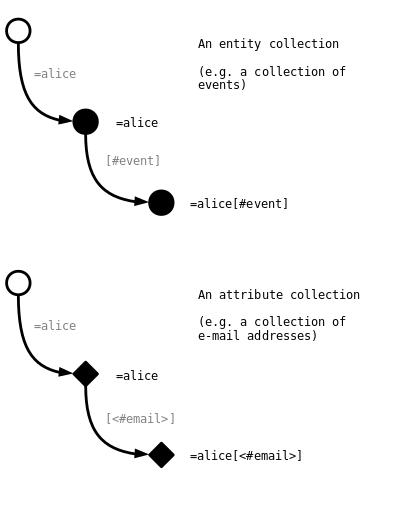 An entity collection
=alice
(e.g. a collection of
events)
=alice
[#event]
=alice[#event]
An attribute collection
=alice
(e.g. a collection of
e-mail addresses)
=alice
[<#email>]
=alice[<#email>]